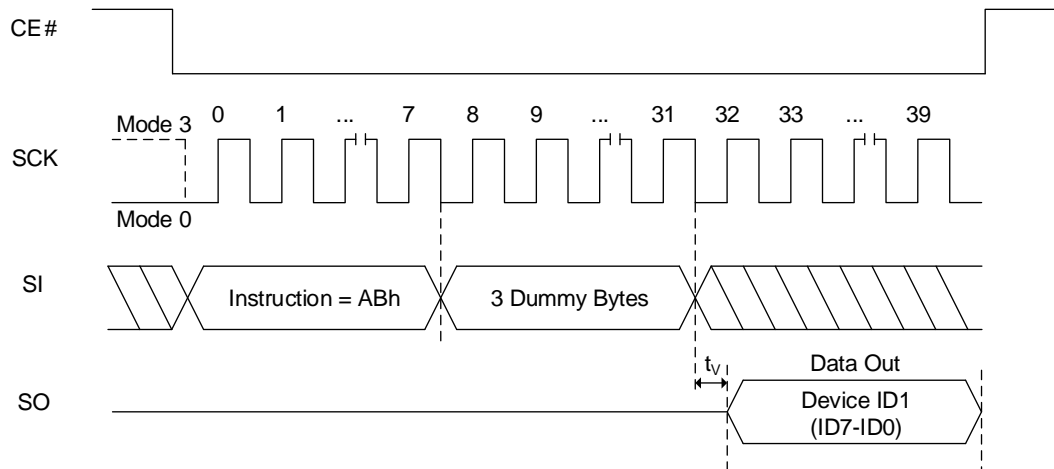 CE#
0 1 ... 7 8 9 ... 31 32 33 ... 39
Mode 3
SCK
Mode 0
SI
Instruction = ABh
3 Dummy Bytes
tV
Data Out
SO
Device ID1
(ID7-ID0)